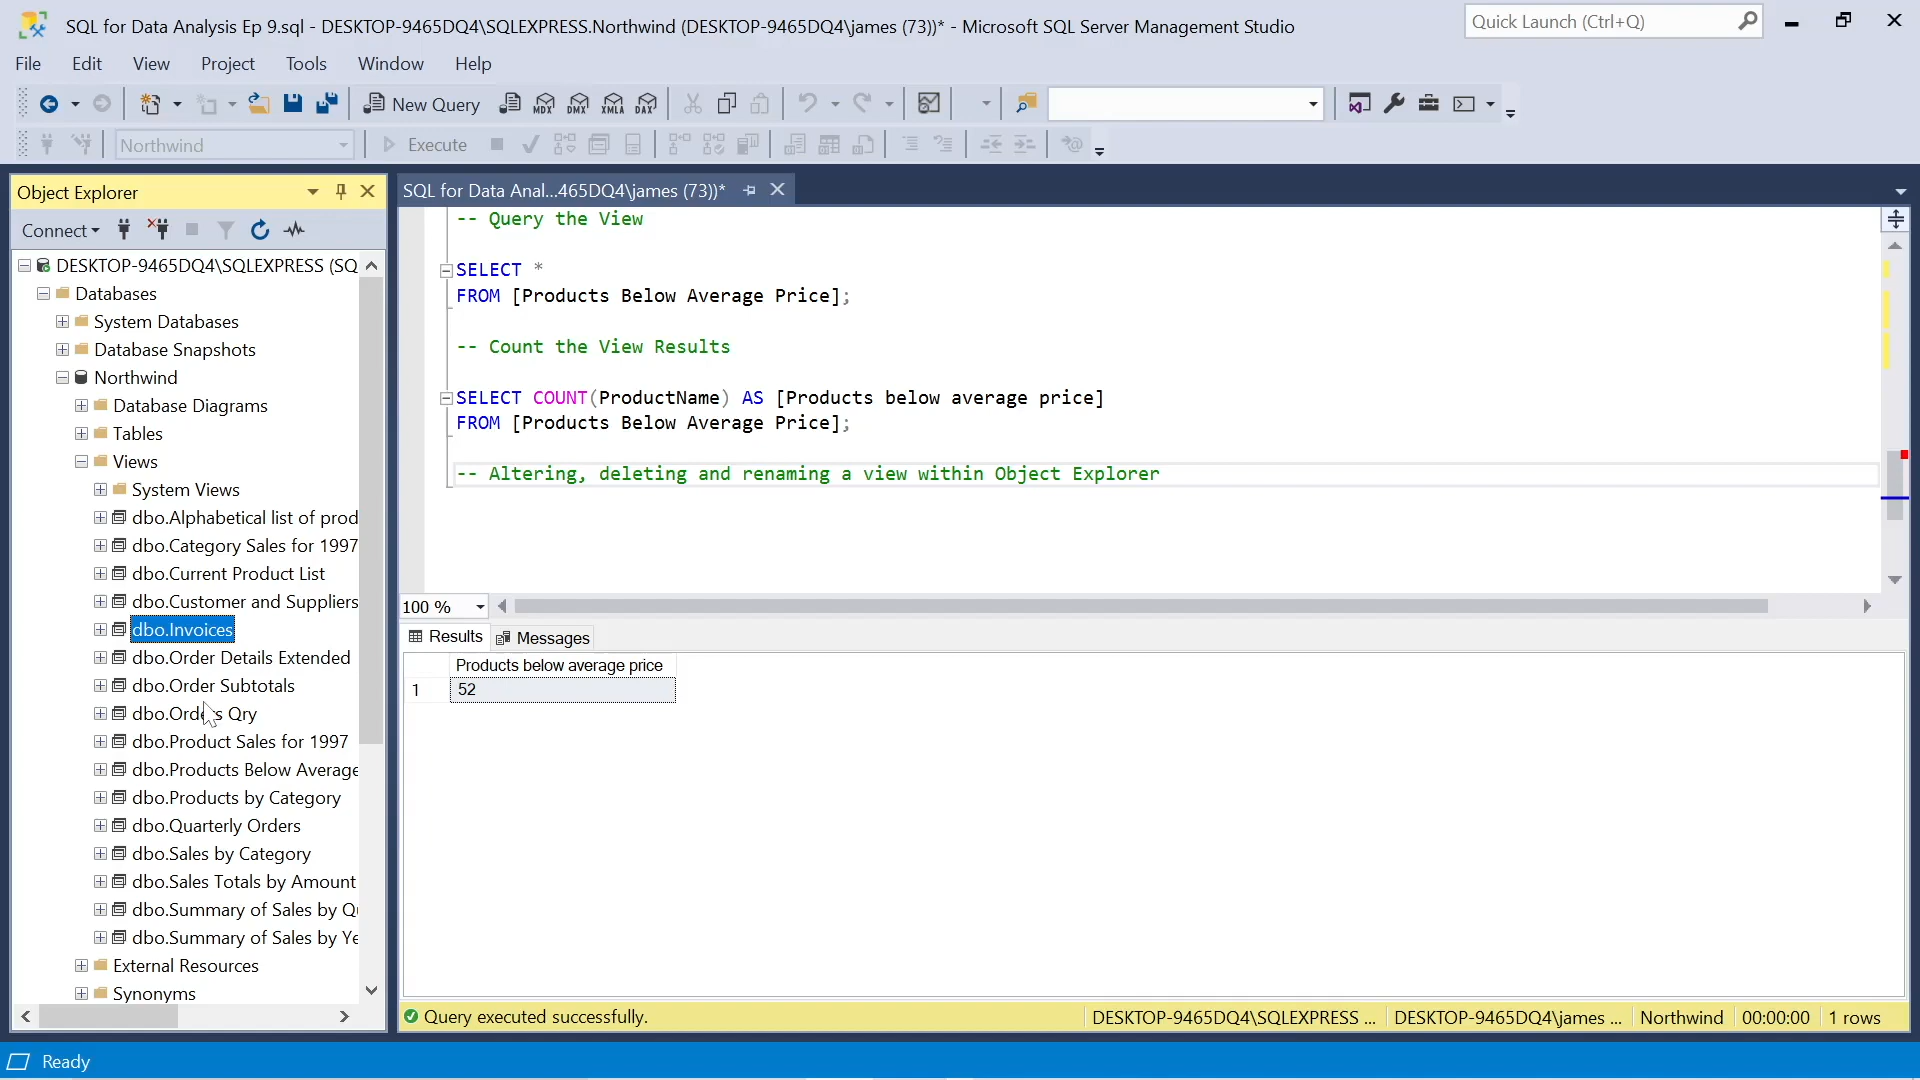 SQL for Data Analysis Ep 9.sql - DESKTOP-9465DQ4\SQLEXPRESS.Northwind (DESKTOP-9465DQ4\james (73))* - Microsoft SQL Server Management Studio
Quick Launch (Ctrl+Q)
File Edit View Project Tools Window Help
New Query MDX DMX XMLA DAX
Northwind Execute
Object Explorer
Connect
DESKTOP-9465DQ4\SQLEXPRESS (SQ
Databases
System Databases
Database Snapshots
Northwind
Database Diagrams
Tables
Views
System Views
dbo.Alphabetical list of prod
dbo.Category Sales for 1997
dbo.Current Product List
dbo.Customer and Suppliers
dbo.Invoices
dbo.Order Details Extended
dbo.Order Subtotals
dbo.Orders Qry
dbo.Product Sales for 1997
dbo.Products Below Average
dbo.Products by Category
dbo.Quarterly Orders
dbo.Sales by Category
dbo.Sales Totals by Amount
dbo.Summary of Sales by Qu
dbo.Summary of Sales by Ye
External Resources
Synonyms
SQL for Data Anal...465DQ4\james (73))*
-- Query the View
SELECT *
FROM [Products Below Average Price];
-- Count the View Results
SELECT COUNT(ProductName) AS [Products below average price]
FROM [Products Below Average Price];
-- Altering, deleting and renaming a view within Object Explorer
100 %
Results Messages
Products below average price
1 52
Query executed successfully.
DESKTOP-9465DQ4\SQLEXPRESS ... DESKTOP-9465DQ4\james ... Northwind 00:00:00 1 rows
Ready